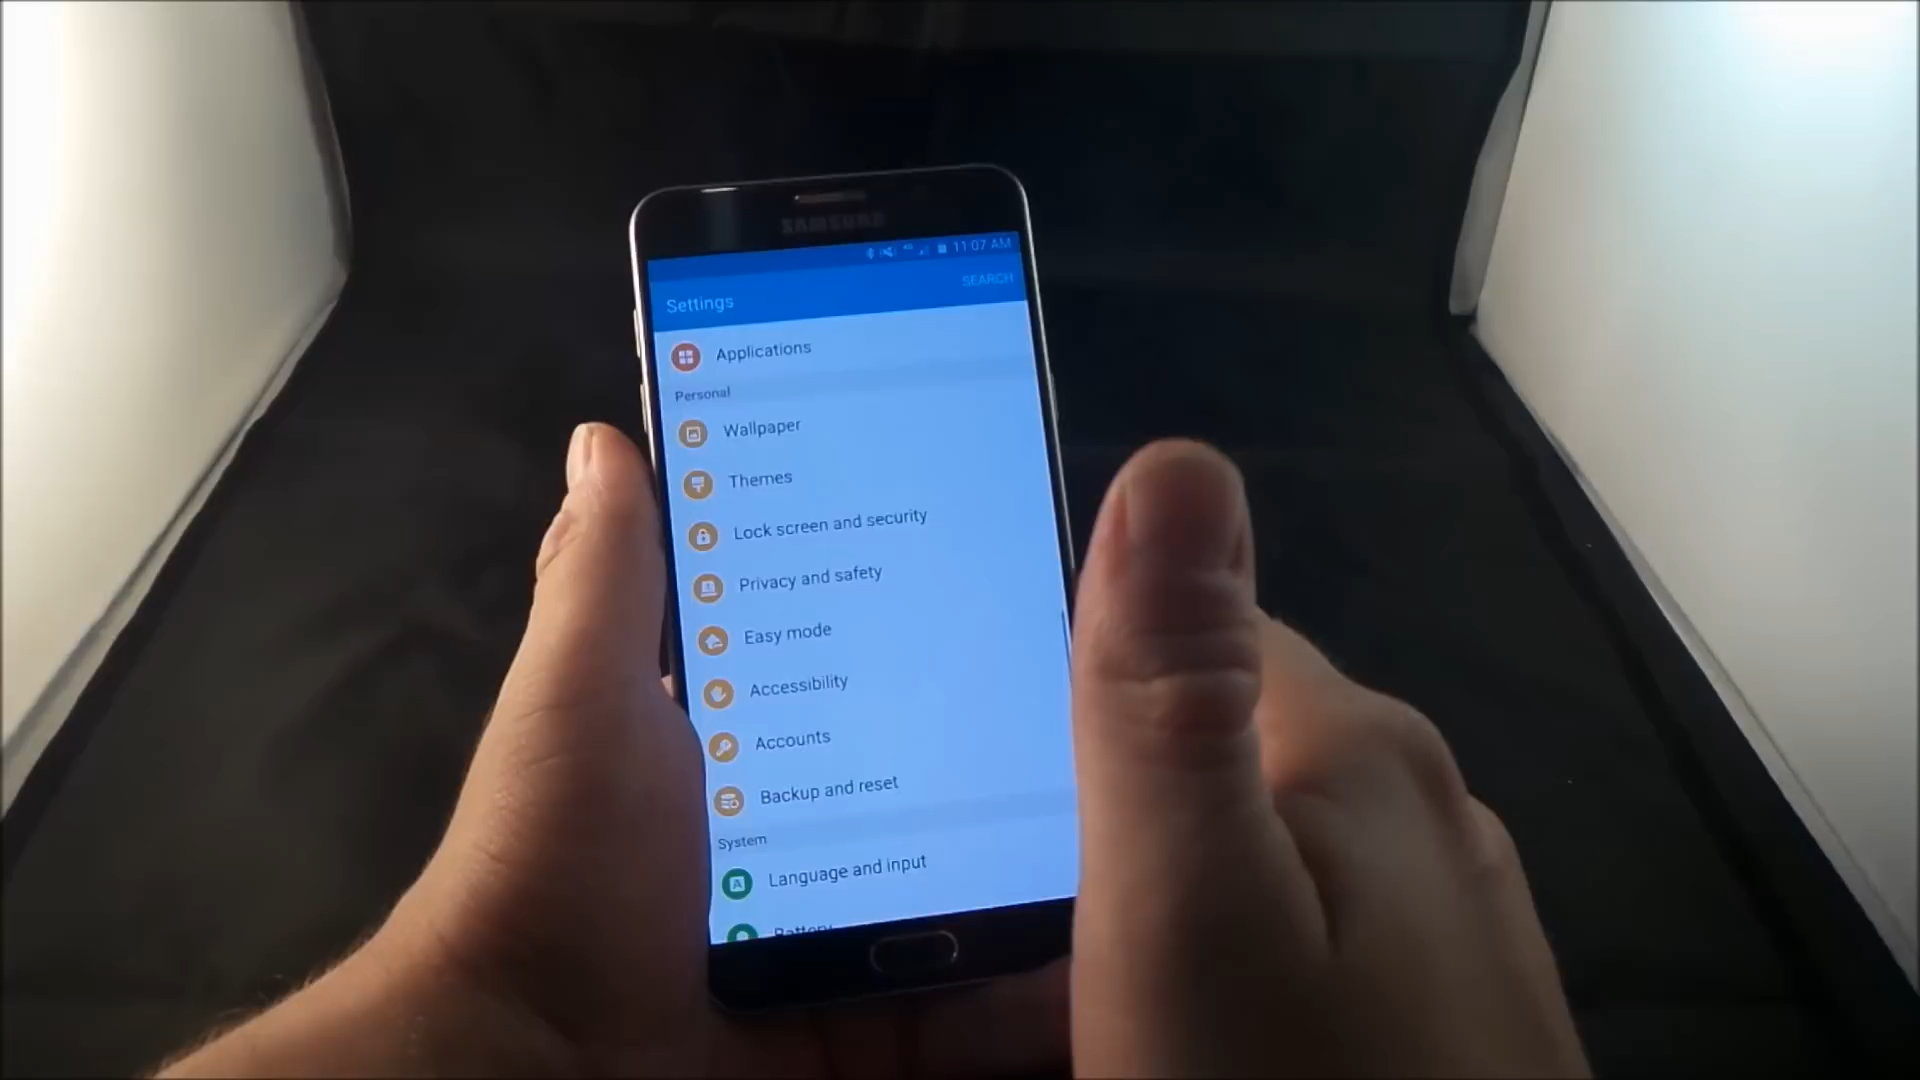 SAMSUNG
11:07 AM
Settings
SEARCH
Applications
Personal
Wallpaper
Themes
Lock screen and security
Privacy and safety
Easy mode
Accessibility
Accounts
Backup and reset
System
A
Language and input
Battery